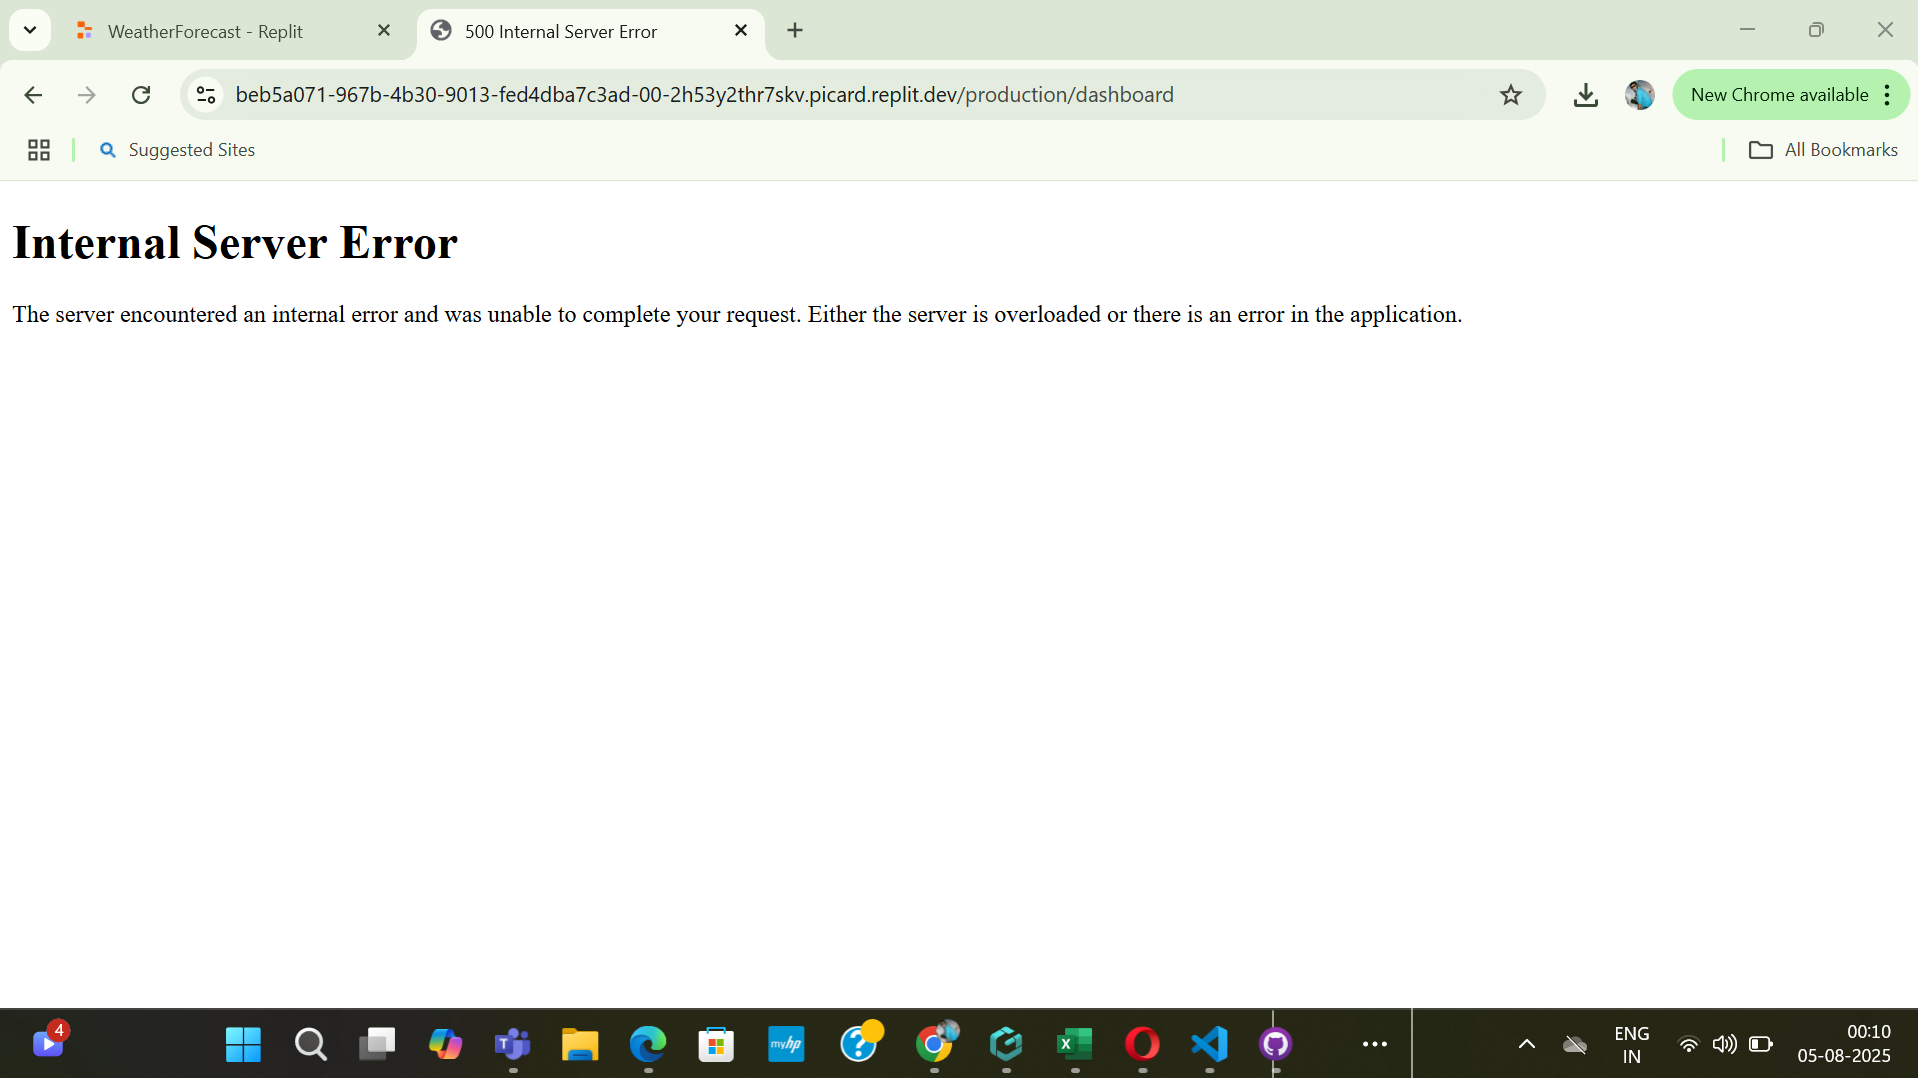 WeatherForecast - Replit
500 Internal Server Error
beb5a071-967b-4b30-9013-fed4dba7c3ad-00-2h53y2thr7skv.picard.replit.dev/production/dashboard
New Chrome available
Suggested Sites
All Bookmarks
Internal Server Error
The server encountered an internal error and was unable to complete your request. Either the server is overloaded or there is an error in the application.
4
myhp
ENG
IN
00:10
05-08-2025